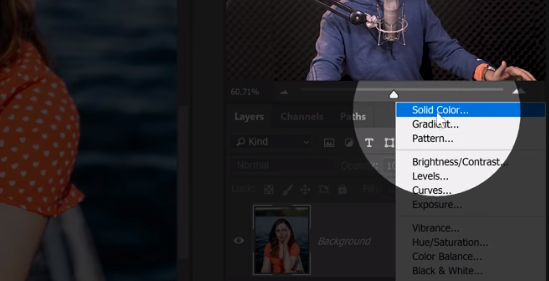 60.71%
Layers Channels Paths
Kind
Normal
Lock:
Background
Solid Color...
Gradient...
Pattern...
Brightness/Contrast...
Levels...
Curves...
Exposure...
Vibrance...
Hue/Saturation...
Color Balance...
Black & White...